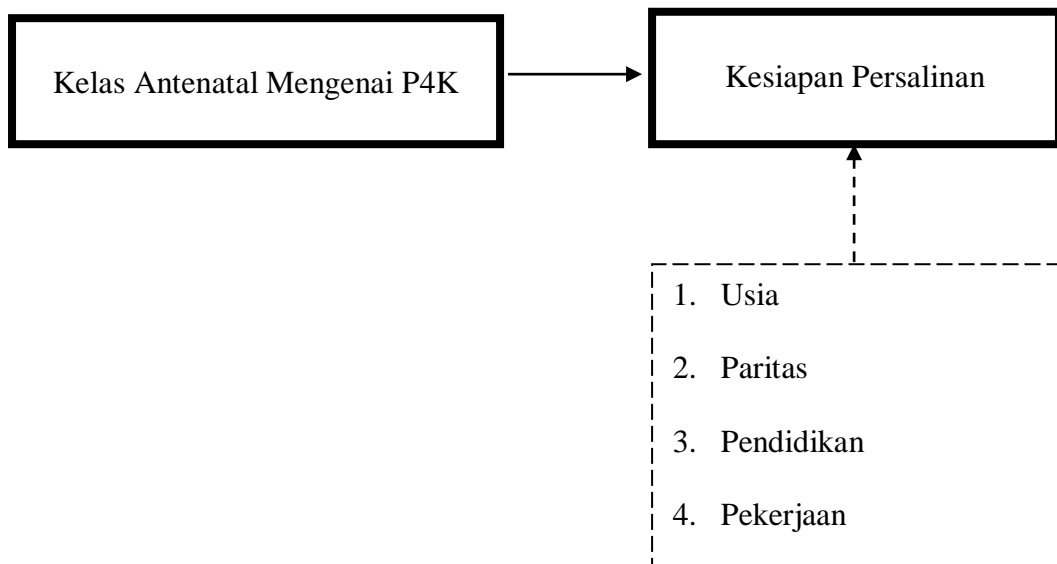 Kelas Antenatal Mengenai P4K
Kesiapan Persalinan
1. Usia
2. Paritas
3. Pendidikan
4. Pekerjaan